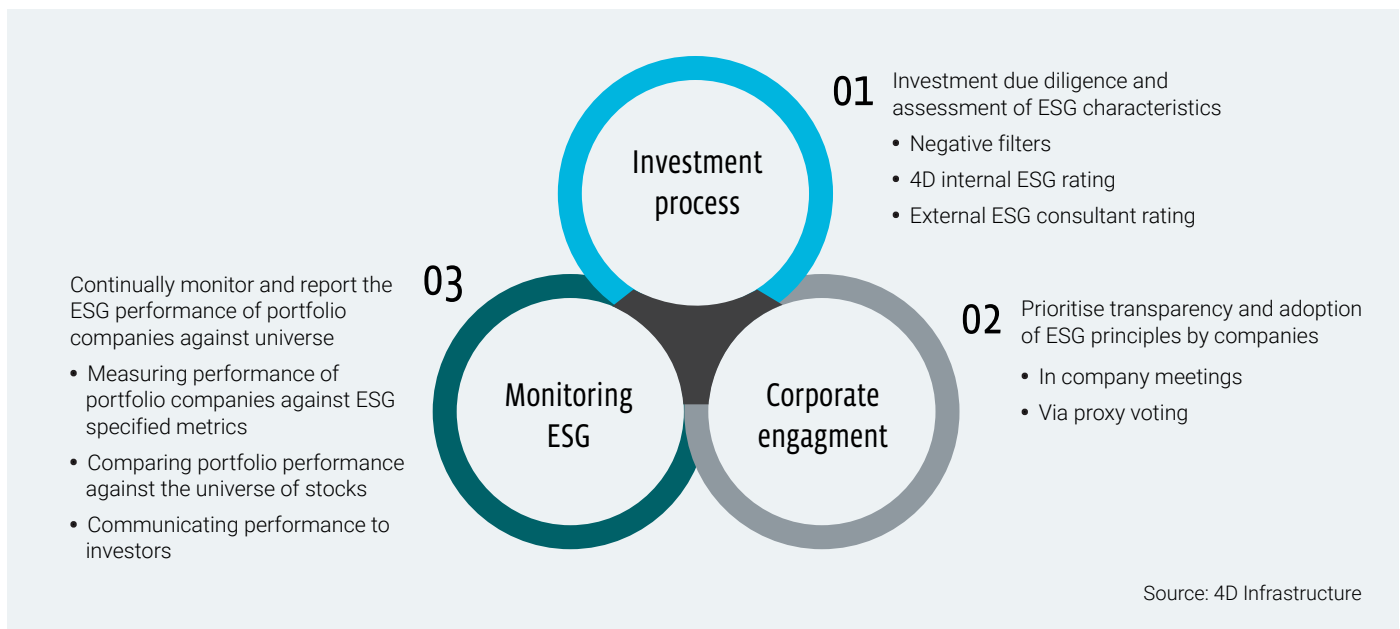 Investment
process
01
Investment due diligence and
assessment of ESG characteristics
• Negative filters
• 4D internal ESG rating
• External ESG consultant rating
02
Prioritise transparency and adoption
of ESG principles by companies
• In company meetings
• Via proxy voting
Corporate
engagment
03
Continually monitor and report the
ESG performance of portfolio
companies against universe
• Measuring performance of
portfolio companies against ESG
specified metrics
• Comparing portfolio performance
against the universe of stocks
• Communicating performance to
investors
Monitoring
ESG
Source: 4D Infrastructure